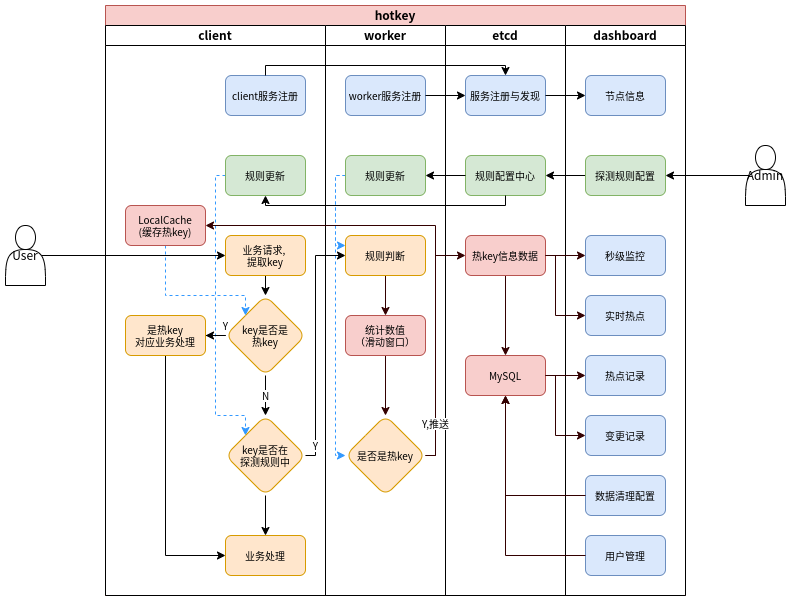 hotkey
client
worker
etcd
dashboard
client服务注册
worker服务注册
服务注册与发现
节点信息
规则更新
规则更新
规则配置中心
探测规则配置
Admin
LocalCache
(缓存热key)
User
业务请求,
提取key
规则判断
热key信息数据
秒级监控
实时热点
Y
是热key
对应业务处理
key是否是
热key
统计数值
（滑动窗口）
MySQL
热点记录
N
Y,推送
变更记录
Y
key是否在
探测规则中
是否是热key
数据清理配置
业务处理
用户管理